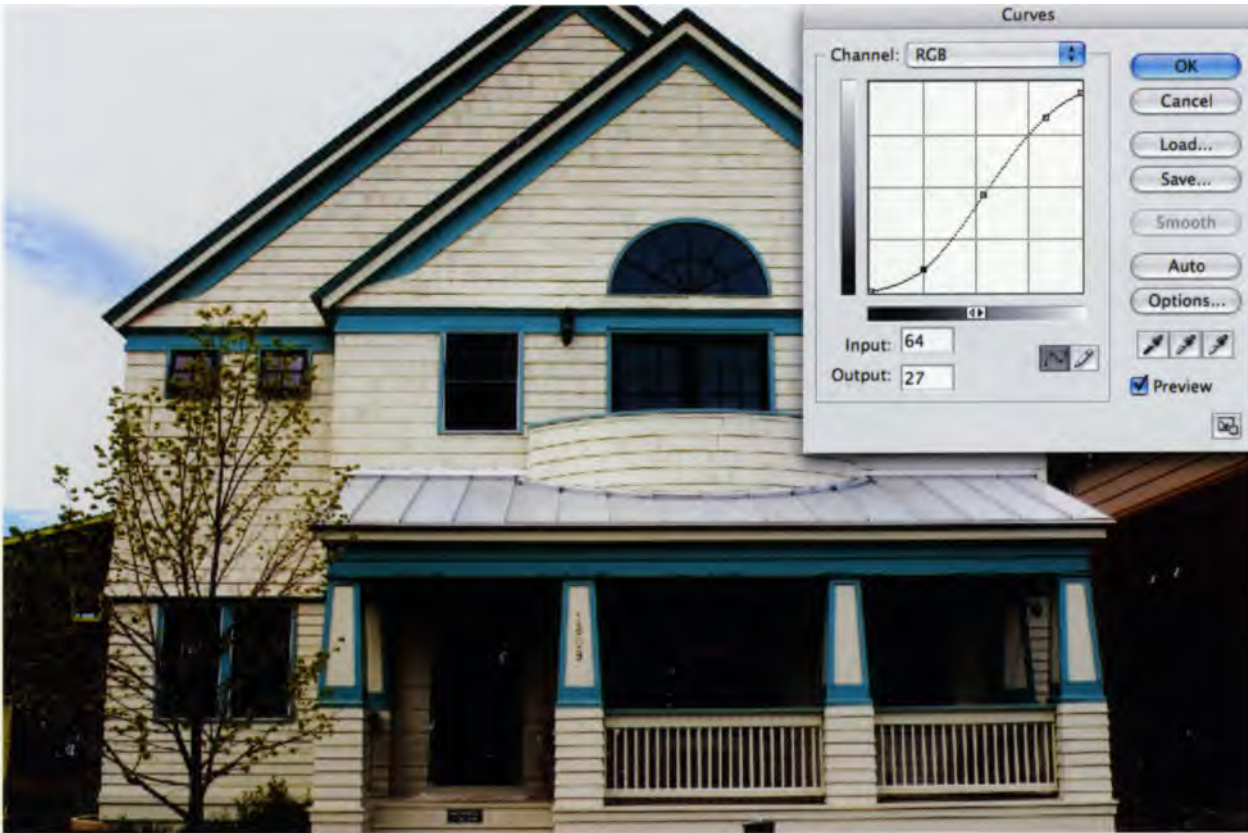 Curves
Channel: RGB
OK
Cancel
Load...
Save...
Smooth
Auto
Options...
Input: 64
Output: 27
Preview